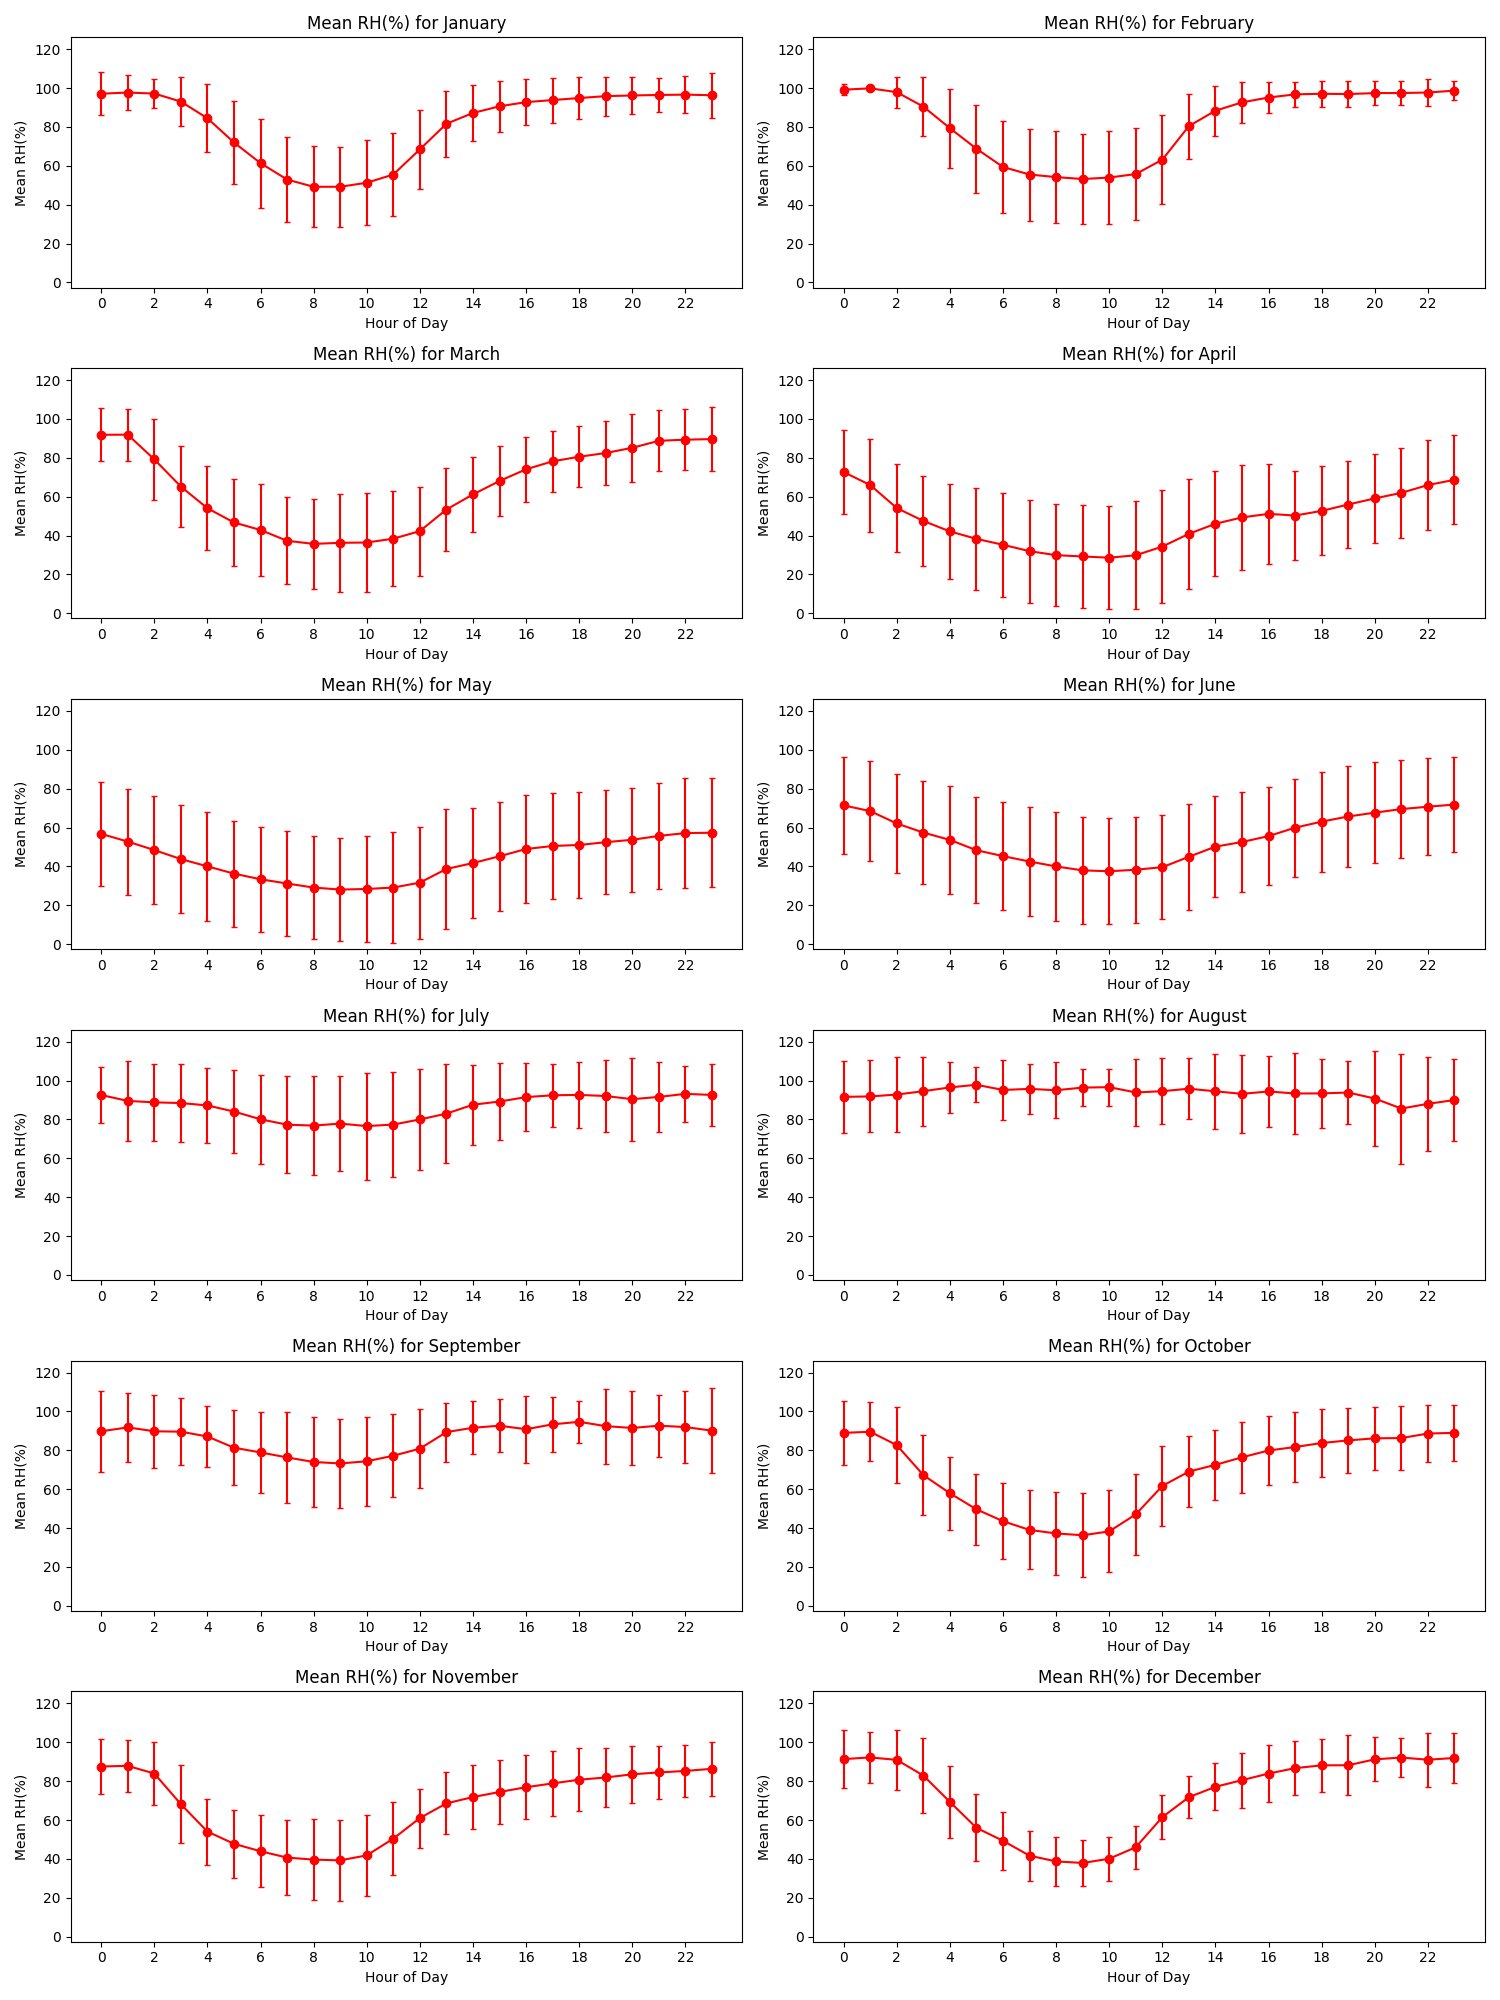 Mean RH(%) for January
Mean RH(%)
120
100
80
60
40
20
0
0 2 4 6 8 10 12 14 16 18 20 22
Hour of Day
Mean RH(%) for February
Mean RH(%)
120
100
80
60
40
20
0
0 2 4 6 8 10 12 14 16 18 20 22
Hour of Day
Mean RH(%) for March
Mean RH(%)
120
100
80
60
40
20
0
0 2 4 6 8 10 12 14 16 18 20 22
Hour of Day
Mean RH(%) for April
Mean RH(%)
120
100
80
60
40
20
0
0 2 4 6 8 10 12 14 16 18 20 22
Hour of Day
Mean RH(%) for May
Mean RH(%)
120
100
80
60
40
20
0
0 2 4 6 8 10 12 14 16 18 20 22
Hour of Day
Mean RH(%) for June
Mean RH(%)
120
100
80
60
40
20
0
0 2 4 6 8 10 12 14 16 18 20 22
Hour of Day
Mean RH(%) for July
Mean RH(%)
120
100
80
60
40
20
0
0 2 4 6 8 10 12 14 16 18 20 22
Hour of Day
Mean RH(%) for August
Mean RH(%)
120
100
80
60
40
20
0
0 2 4 6 8 10 12 14 16 18 20 22
Hour of Day
Mean RH(%) for September
Mean RH(%)
120
100
80
60
40
20
0
0 2 4 6 8 10 12 14 16 18 20 22
Hour of Day
Mean RH(%) for October
Mean RH(%)
120
100
80
60
40
20
0
0 2 4 6 8 10 12 14 16 18 20 22
Hour of Day
Mean RH(%) for November
Mean RH(%)
120
100
80
60
40
20
0
0 2 4 6 8 10 12 14 16 18 20 22
Hour of Day
Mean RH(%) for December
Mean RH(%)
120
100
80
60
40
20
0
0 2 4 6 8 10 12 14 16 18 20 22
Hour of Day